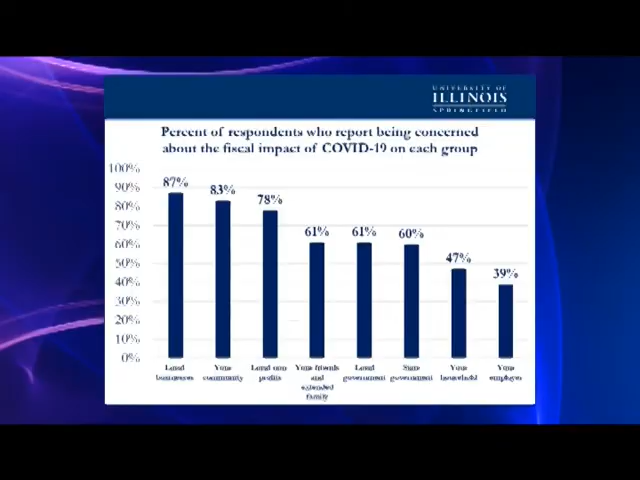 UNIVERSITY OF
ILLINOIS
SPRINGFIELD
Percent of respondents who report being concerned
about the fiscal impact of COVID-19 on each group
100%
90%
80%
70%
60%
50%
40%
30%
20%
10%
0%
87%
83%
78%
61%
61%
60%
47%
39%
Local businesses
Your community
Local non profits
Your friends and extended family
Local government
State government
Your household
Your employer